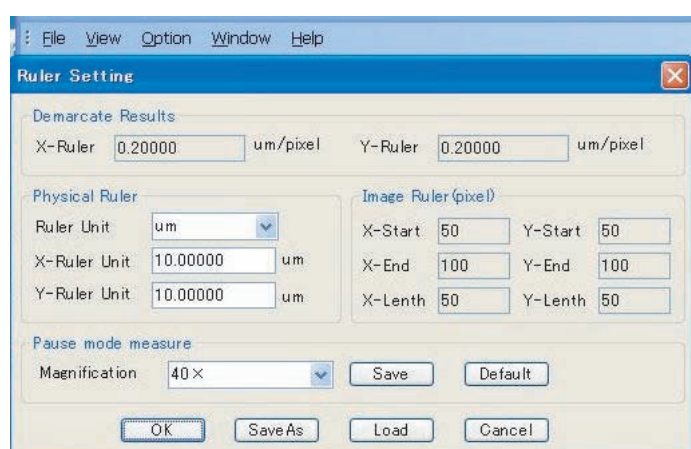 File View Option Window Help
Ruler Setting
Demarcate Results
X-Ruler 0.20000 um/pixel Y-Ruler 0.20000 um/pixel
Physical Ruler
Ruler Unit um
X-Ruler Unit 10.00000 um
Y-Ruler Unit 10.00000 um
Image Ruler(pixel)
X-Start 50 Y-Start 50
X-End 100 Y-End 100
X-Lenth 50 Y-Lenth 50
Pause mode measure
Magnification 40× Save Default
OK Save As Load Cancel